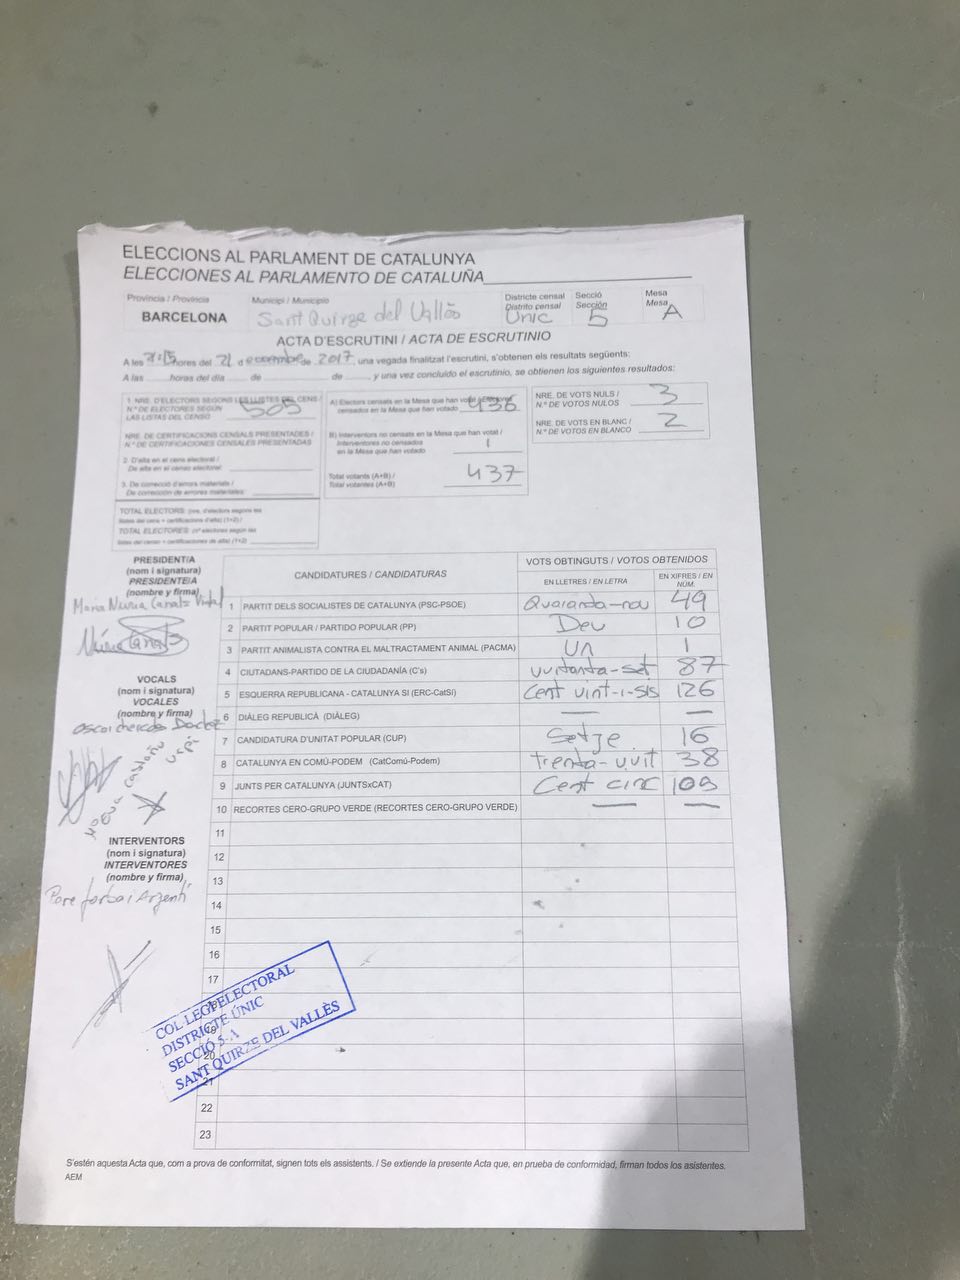 ELECCIONS AL PARLAMENT DE CATALUNYA
ELECCIONES AL PARLAMENTO DE CATALUÑA
Província / Provincia
BARCELONA
Municipi / Municipio
Sant Quirze del Vallès
Districte censal
Distrito censal
Únic
Secció
Sección
5
Mesa
Mesa
A
ACTA D'ESCRUTINI / ACTA DE ESCRUTINIO
A les 21:15 hores del 21 de desembre de 2017, una vegada finalitzat l'escrutini, s'obtenen els resultats següents:
A las horas del día de de y una vez concluido el escrutinio, se obtienen los siguientes resultados:
1. NRE. D'ELECTORS SEGONS LES LLISTES DEL CENS /
N.º DE ELECTORES SEGÚN
LAS LISTAS DEL CENSO
505
NRE. DE CERTIFICACIONS CENSALS PRESENTADES /
N.º DE CERTIFICACIONES CENSALES PRESENTADAS
2. D'alta en el cens electoral /
De alta en el censo electoral:
3. De correcció d'errors materials /
De corrección de errores materiales:
TOTAL ELECTORS: (nre. d'electors segons les
llistes del cens + certificacions d'alta) (1+2) /
TOTAL ELECTORES: (nº electores según las
listas del censo + certificaciones de alta) (1+2)
A) Electors censats en la Mesa que han votat / Electores
censados en la Mesa que han votado 436
B) Interventors no censats en la Mesa que han votat /
Interventores no censados
en la Mesa que han votado 1
Total votants (A+B) /
Total votantes (A+B)
437
NRE. DE VOTS NULS /
N.º DE VOTOS NULOS 3
NRE. DE VOTS EN BLANC /
N.º DE VOTOS EN BLANCO 2
PRESIDENT/A
(nom i signatura)
PRESIDENTE/A
(nombre y firma)
Maria Núria Canals Vidal
VOCALS
(nom i signatura)
VOCALES
(nombre y firma)
INTERVENTORS
(nom i signatura)
INTERVENTORES
(nombre y firma)
CANDIDATURES / CANDIDATURAS
VOTS OBTINGUTS / VOTOS OBTENIDOS
EN LLETRES / EN LETRA
EN XIFRES / EN NÚM.
1 PARTIT DELS SOCIALISTES DE CATALUNYA (PSC-PSOE) Quaranta-nou 49
2 PARTIT POPULAR / PARTIDO POPULAR (PP) Deu 10
3 PARTIT ANIMALISTA CONTRA EL MALTRACTAMENT ANIMAL (PACMA) Un 1
4 CIUTADANS-PARTIDO DE LA CIUDADANÍA (C's) vuitanta-set 87
5 ESQUERRA REPUBLICANA - CATALUNYA SI (ERC-CatSí) Cent vint-i-sis 126
6 DIÀLEG REPUBLICÀ (DIÀLEG) — —
7 CANDIDATURA D'UNITAT POPULAR (CUP) Setze 16
8 CATALUNYA EN COMÚ-PODEM (CatComú-Podem) trenta-vuit 38
9 JUNTS PER CATALUNYA (JUNTSxCAT) Cent cinc 105
10 RECORTES CERO-GRUPO VERDE (RECORTES CERO-GRUPO VERDE) — —
11
12
13
14
15
16
17
18
19
20
21
22
23
COL·LEGI ELECTORAL
DISTRICTE ÚNIC
SECCIÓ 5-A
SANT QUIRZE DEL VALLÈS
S'estén aquesta Acta que, com a prova de conformitat, signen tots els assistents. / Se extiende la presente Acta que, en prueba de conformidad, firman todos los asistentes.
AEM